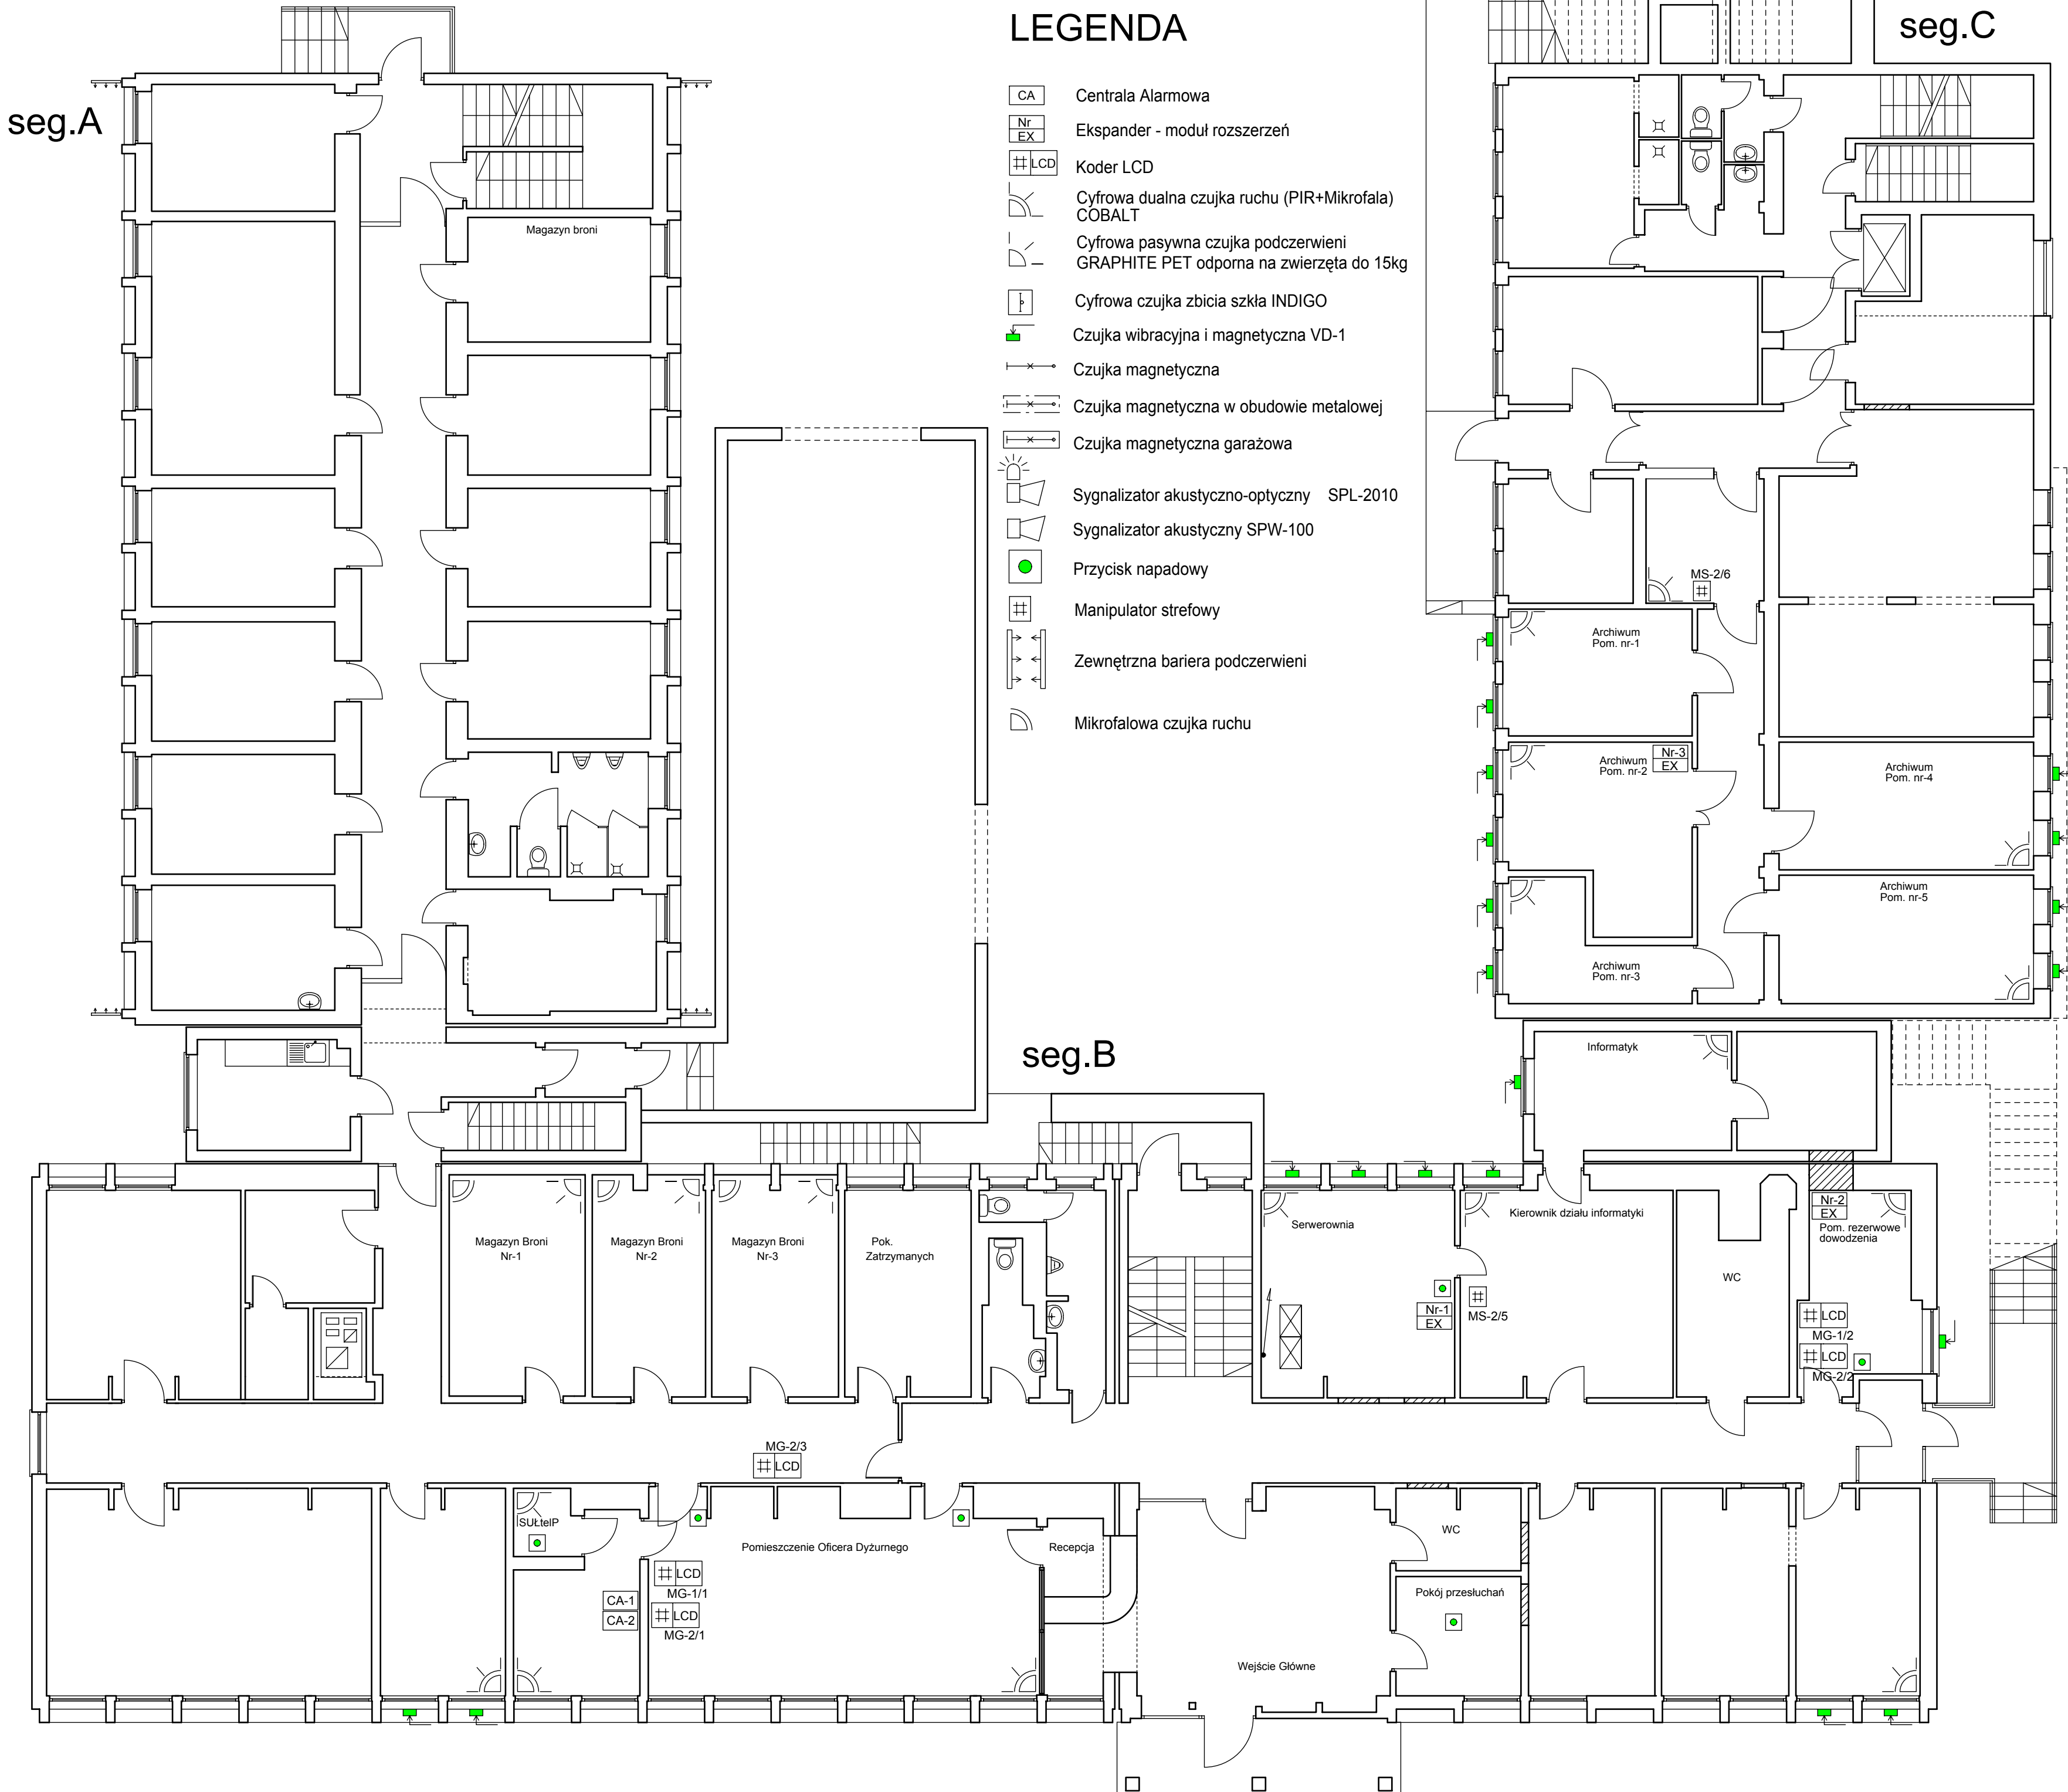 LEGENDA
seg.C
CA
Centrala Alarmowa
Nr
EX
Ekspander - moduł rozszerzeń
LCD
Koder LCD
Cyfrowa dualna czujka ruchu (PIR+Mikrofala)
COBALT
Cyfrowa pasywna czujka podczerwieni
GRAPHITE PET odporna na zwierzęta do 15kg
Cyfrowa czujka zbicia szkła INDIGO
Czujka wibracyjna i magnetyczna VD-1
Czujka magnetyczna
Czujka magnetyczna w obudowie metalowej
Czujka magnetyczna garażowa
Sygnalizator akustyczno-optyczny SPL-2010
Sygnalizator akustyczny SPW-100
Przycisk napadowy
Manipulator strefowy
Zewnętrzna bariera podczerwieni
Mikrofalowa czujka ruchu
seg.A
Magazyn broni
MS-2/6
Archiwum
Pom. nr-1
Archiwum
Pom. nr-2
Nr-3
EX
Archiwum
Pom. nr-4
Archiwum
Pom. nr-5
Archiwum
Pom. nr-3
seg.B
Informatyk
Magazyn Broni
Nr-1
Magazyn Broni
Nr-2
Magazyn Broni
Nr-3
Pok.
Zatrzymanych
Serwerownia
Nr-1
EX
Kierownik działu informatyki
MS-2/5
WC
Nr-2
EX
Pom. rezerwowe
dowodzenia
LCD
MG-1/2
LCD
MG-2/2
MG-2/3
LCD
SUŁtelP
CA-1
CA-2
Pomieszczenie Oficera Dyżurnego
LCD
MG-1/1
LCD
MG-2/1
Recepcja
Wejście Główne
WC
Pokój przesłuchań